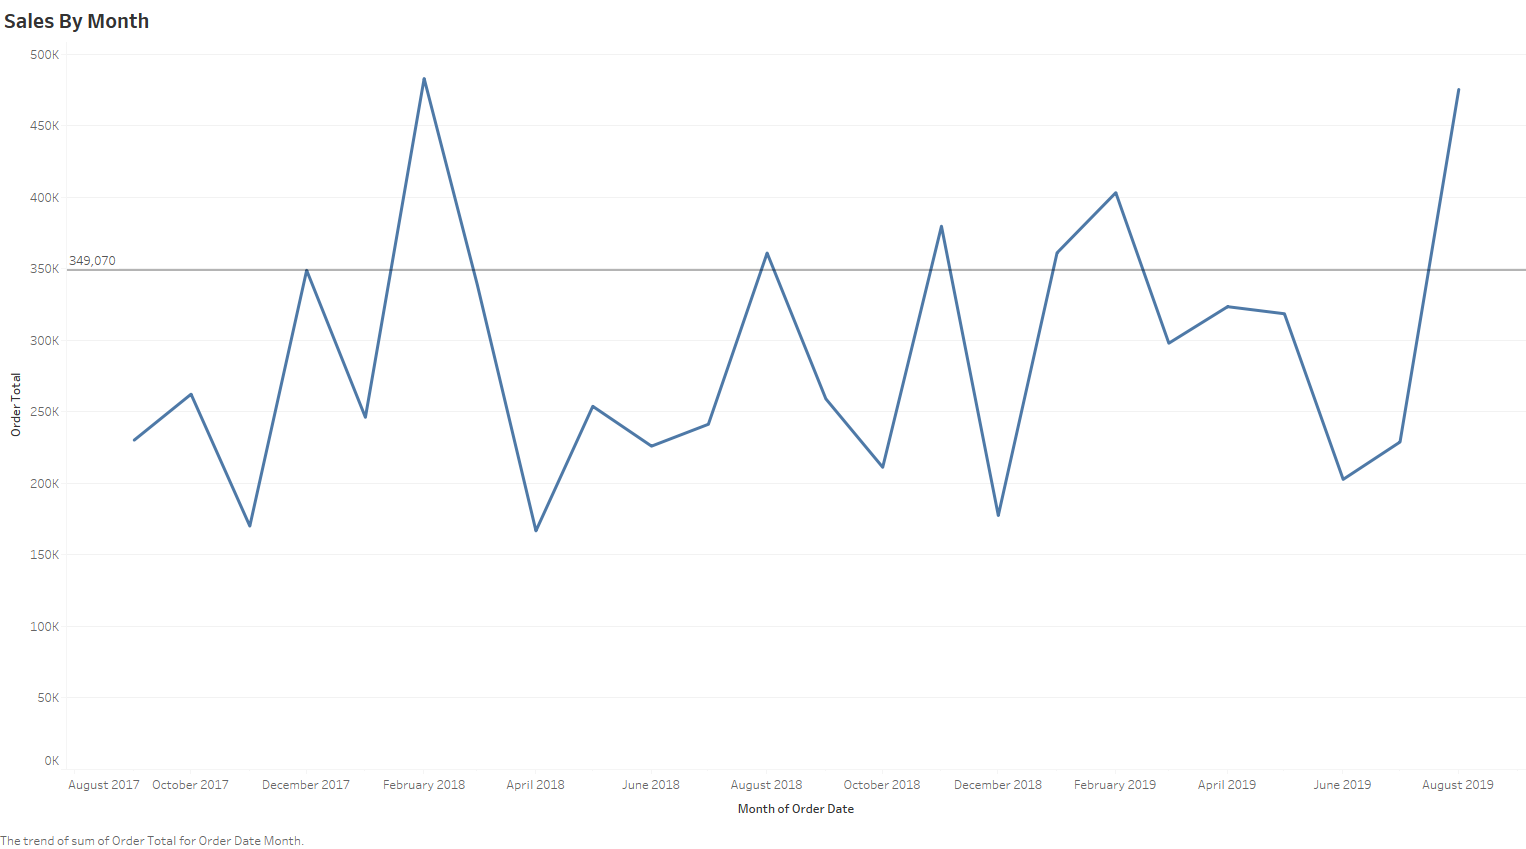 Sales By Month
500K
450K
400K
349,070
350K
300K
Order Total
250K
200K
150K
100K
50K
0K
August 2017 October 2017 December 2017 February 2018 April 2018 June 2018 August 2018 October 2018 December 2018 February 2019 April 2019 June 2019 August 2019
Month of Order Date
The trend of sum of Order Total for Order Date Month.